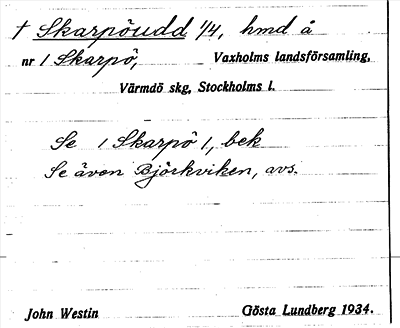 † Skarpöudd 1/4, hmd å
nr 1 Skarpö, Vaxholms landsförsamling,
Värmdö skg, Stockholms l.
Se 1 Skarpö 1, bek
Se även Björkviken, avs.
John Westin Gösta Lundberg 1934.